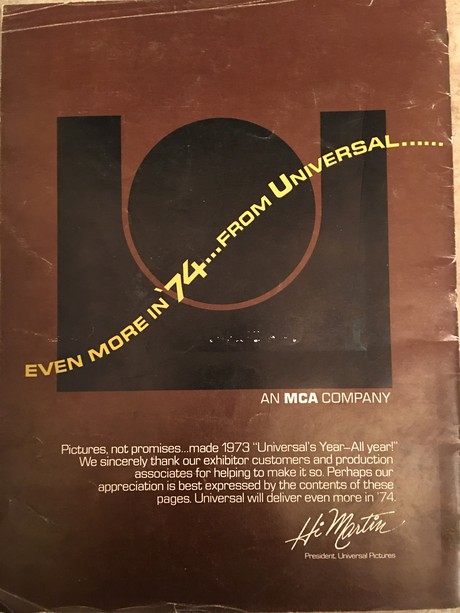 EVEN MORE IN '74...FROM UNIVERSAL......
AN MCA COMPANY
Pictures, not promises...made 1973 "Universal's Year–All year!"
We sincerely thank our exhibitor customers and production
associates for helping to make it so. Perhaps our
appreciation is best expressed by the contents of these
pages. Universal will deliver even more in '74.
Hi Martin
President, Universal Pictures